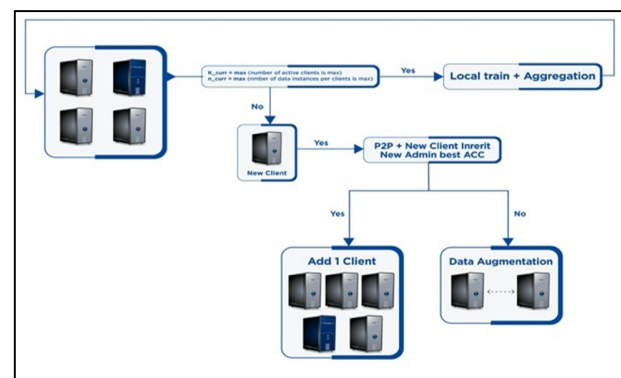 K_curr = max (number of active clients is max)
n_curr = max (nmber of data instances per clients is max)
Yes
Local train + Aggregation
No
New Client
Yes
P2P + New Client Inrerit
New Admin best ACC
Yes
No
Add 1 Client
Data Augmentation